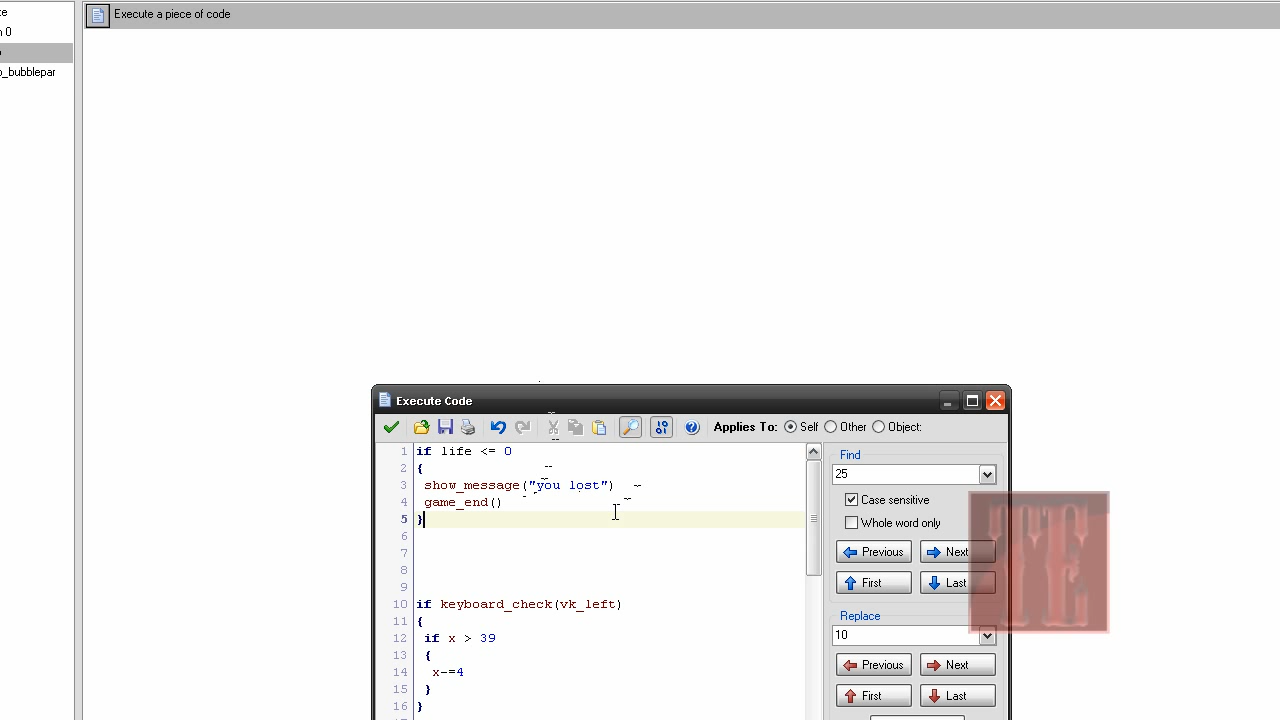 Execute a piece of code
0
_bubblepar
Execute Code
Applies To: Self Other Object:
1 if life <= 0
2 {
3 show_message("you lost")
4 game_end()
5 }
6
7
8
9
10 if keyboard_check(vk_left)
11 {
12 if x > 39
13 {
14 x-=4
15 }
16 }
Find
25
Case sensitive
Whole word only
Previous Next
First Last
Replace
10
Previous Next
First Last
TE